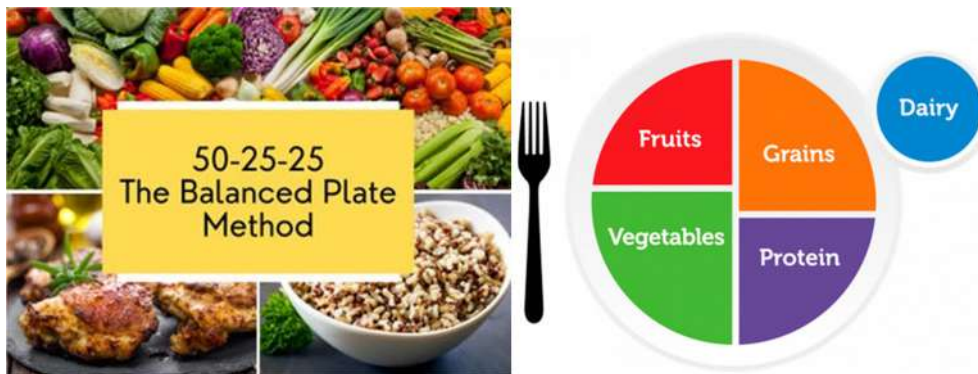 50-25-25
The Balanced Plate
Method
Fruits
Grains
Dairy
Vegetables
Protein